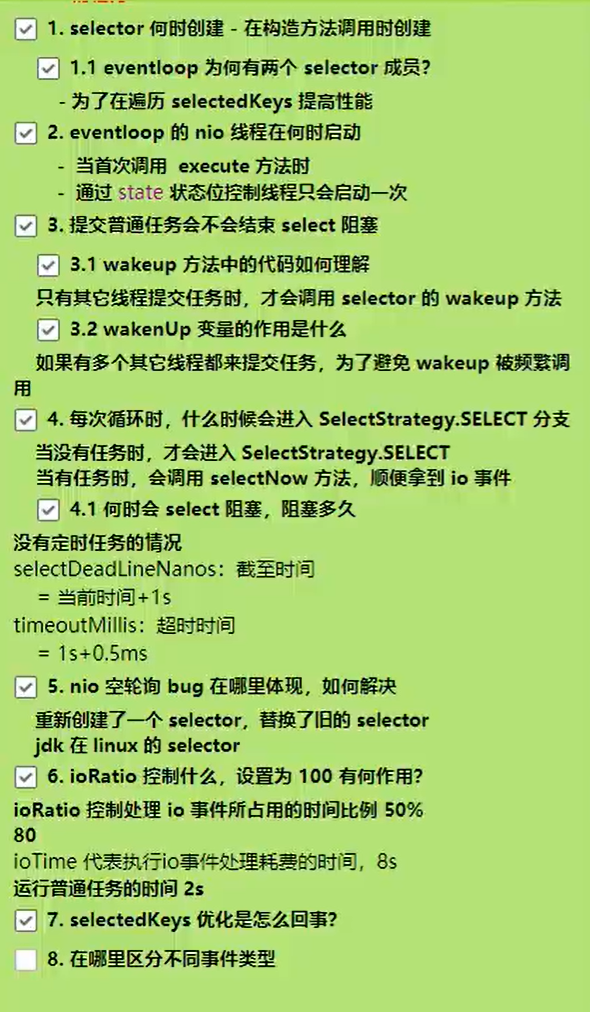 1. selector 何时创建 - 在构造方法调用时创建
1.1 eventloop 为何有两个 selector 成员？
- 为了在遍历 selectedKeys 提高性能
2. eventloop 的 nio 线程在何时启动
- 当首次调用 execute 方法时
- 通过 state 状态位控制线程只会启动一次
3. 提交普通任务会不会结束 select 阻塞
3.1 wakeup 方法中的代码如何理解
只有其它线程提交任务时，才会调用 selector 的 wakeup 方法
3.2 wakenUp 变量的作用是什么
如果有多个其它线程都来提交任务，为了避免 wakeup 被频繁调
用
4. 每次循环时，什么时候会进入 SelectStrategy.SELECT 分支
当没有任务时，才会进入 SelectStrategy.SELECT
当有任务时，会调用 selectNow 方法，顺便拿到 io 事件
4.1 何时会 select 阻塞，阻塞多久
没有定时任务的情况
selectDeadLineNanos：截至时间
= 当前时间+1s
timeoutMillis：超时时间
= 1s+0.5ms
5. nio 空轮询 bug 在哪里体现，如何解决
重新创建了一个 selector，替换了旧的 selector
jdk 在 linux 的 selector
6. ioRatio 控制什么，设置为 100 有何作用？
ioRatio 控制处理 io 事件所占用的时间比例 50%
80
ioTime 代表执行io事件处理耗费的时间，8s
运行普通任务的时间 2s
7. selectedKeys 优化是怎么回事？
8. 在哪里区分不同事件类型